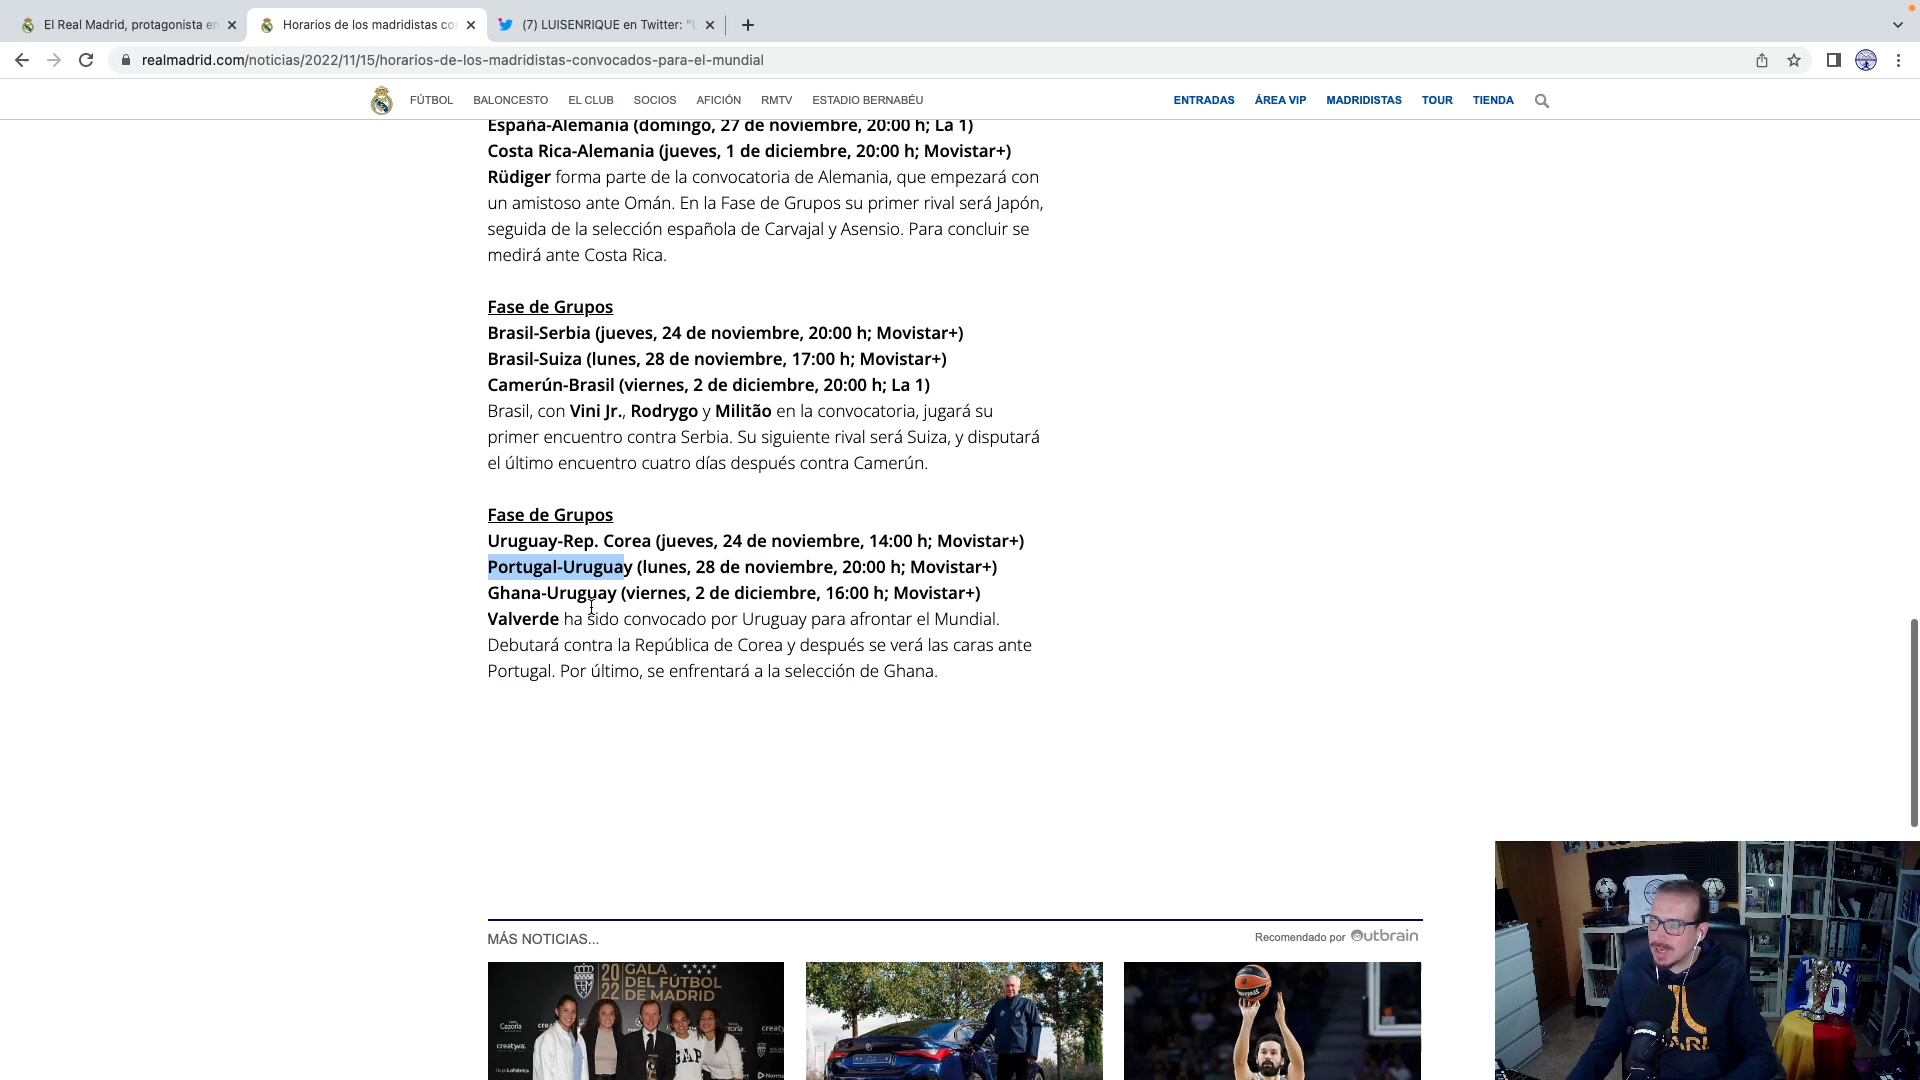 El Real Madrid, protagonista en
Horarios de los madridistas co
(7) LUISENRIQUE en Twitter: "
realmadrid.com/noticias/2022/11/15/horarios-de-los-madridistas-convocados-para-el-mundial
FÚTBOL BALONCESTO EL CLUB SOCIOS AFICIÓN RMTV ESTADIO BERNABÉU ENTRADAS ÁREA VIP MADRIDISTAS TOUR TIENDA
España-Alemania (domingo, 27 de noviembre, 20:00 h; La 1)
Costa Rica-Alemania (jueves, 1 de diciembre, 20:00 h; Movistar+)
Rüdiger forma parte de la convocatoria de Alemania, que empezará con
un amistoso ante Omán. En la Fase de Grupos su primer rival será Japón,
seguida de la selección española de Carvajal y Asensio. Para concluir se
medirá ante Costa Rica.
Fase de Grupos
Brasil-Serbia (jueves, 24 de noviembre, 20:00 h; Movistar+)
Brasil-Suiza (lunes, 28 de noviembre, 17:00 h; Movistar+)
Camerún-Brasil (viernes, 2 de diciembre, 20:00 h; La 1)
Brasil, con Vini Jr., Rodrygo y Militão en la convocatoria, jugará su
primer encuentro contra Serbia. Su siguiente rival será Suiza, y disputará
el último encuentro cuatro días después contra Camerún.
Fase de Grupos
Uruguay-Rep. Corea (jueves, 24 de noviembre, 14:00 h; Movistar+)
Portugal-Uruguay (lunes, 28 de noviembre, 20:00 h; Movistar+)
Ghana-Uruguay (viernes, 2 de diciembre, 16:00 h; Movistar+)
Valverde ha sido convocado por Uruguay para afrontar el Mundial.
Debutará contra la República de Corea y después se verá las caras ante
Portugal. Por último, se enfrentará a la selección de Ghana.
MÁS NOTICIAS...
Recomendado por Outbrain
2022 GALA
DEL FÚTBOL
DE MADRID
Cazorla
creatwa.
GAP
10